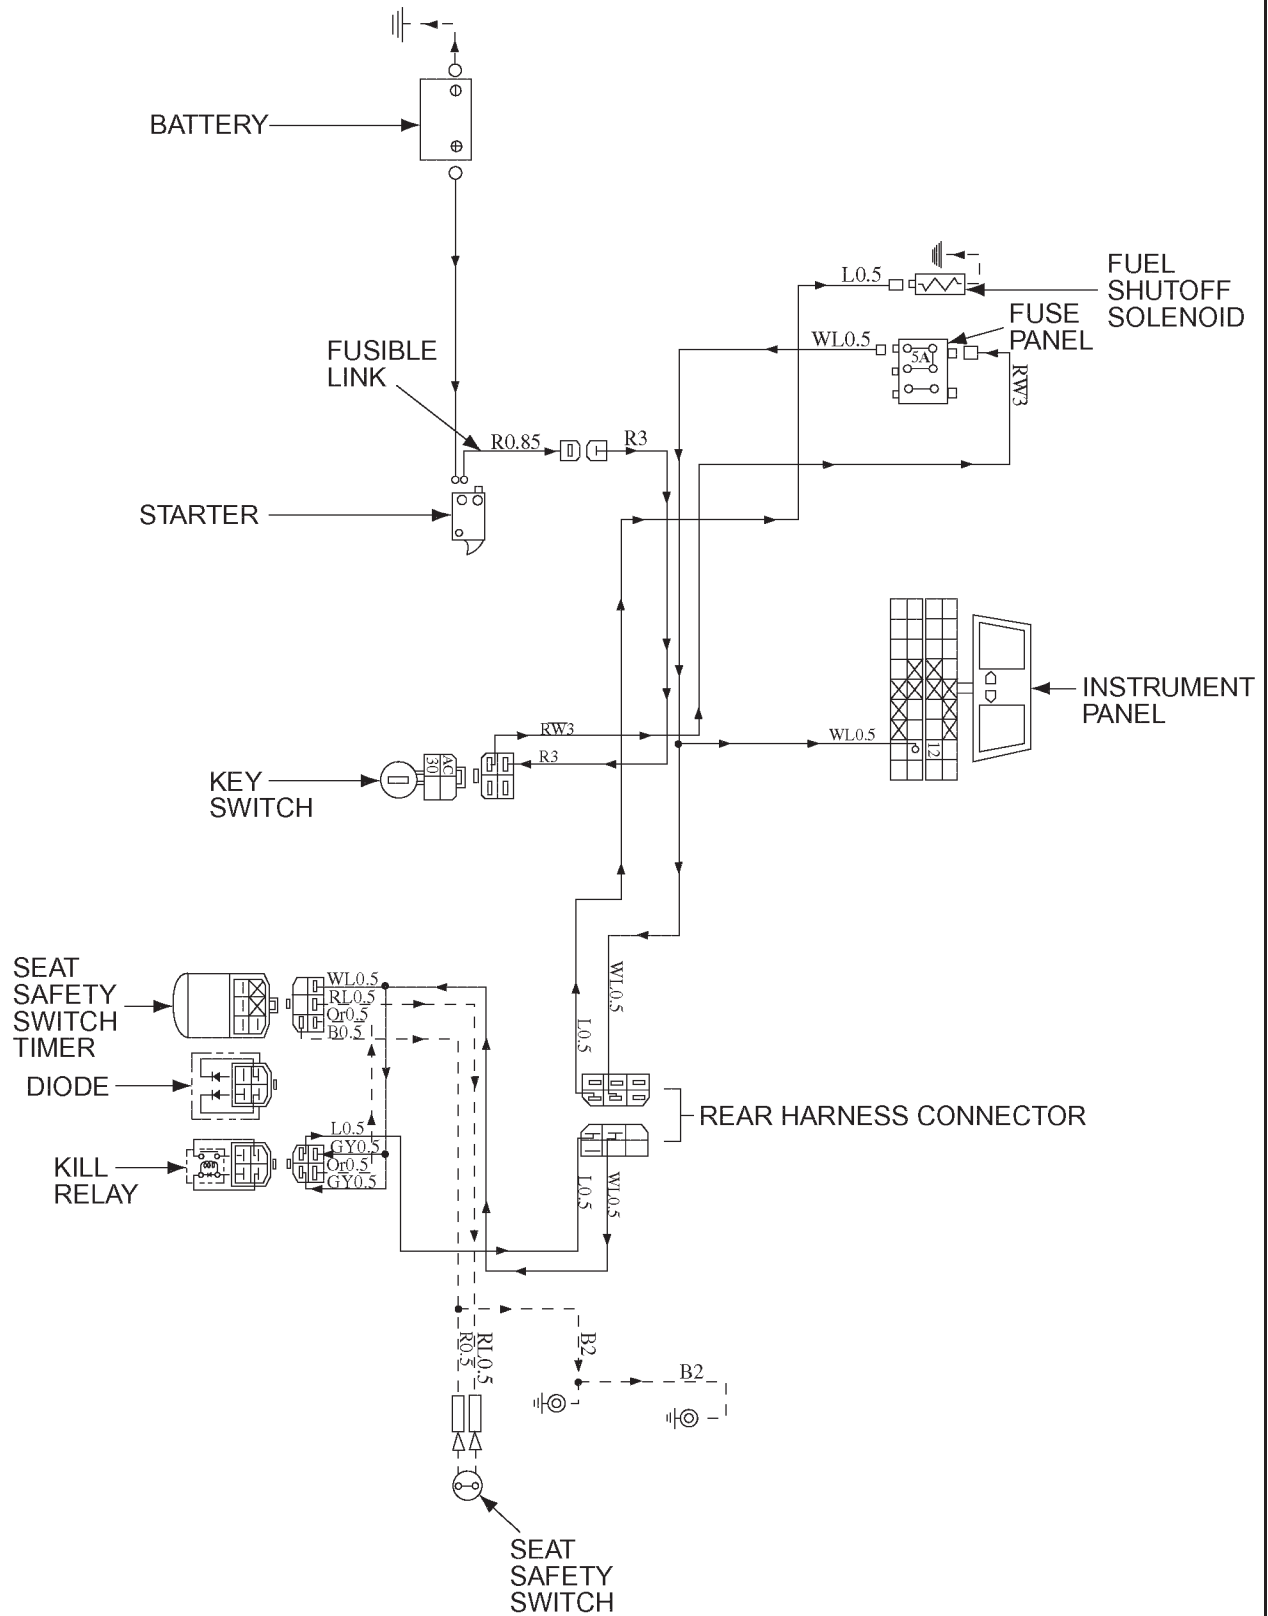 BATTERY
L0.5
FUEL
SHUTOFF
SOLENOID
FUSE
PANEL
WL0.5
5A
RW3
FUSIBLE
LINK
R0.85
R3
STARTER
INSTRUMENT
PANEL
RW3
WL0.5
12
R3
AC
30
KEY
SWITCH
SEAT
SAFETY
SWITCH
TIMER
WL0.5
RL0.5
Or0.5
B0.5
WL0.5
L0.5
DIODE
REAR HARNESS CONNECTOR
L0.5
GY0.5
Or0.5
GY0.5
KILL
RELAY
L0.5
WL0.5
R0.5
RL0.5
B2
B2
SEAT
SAFETY
SWITCH